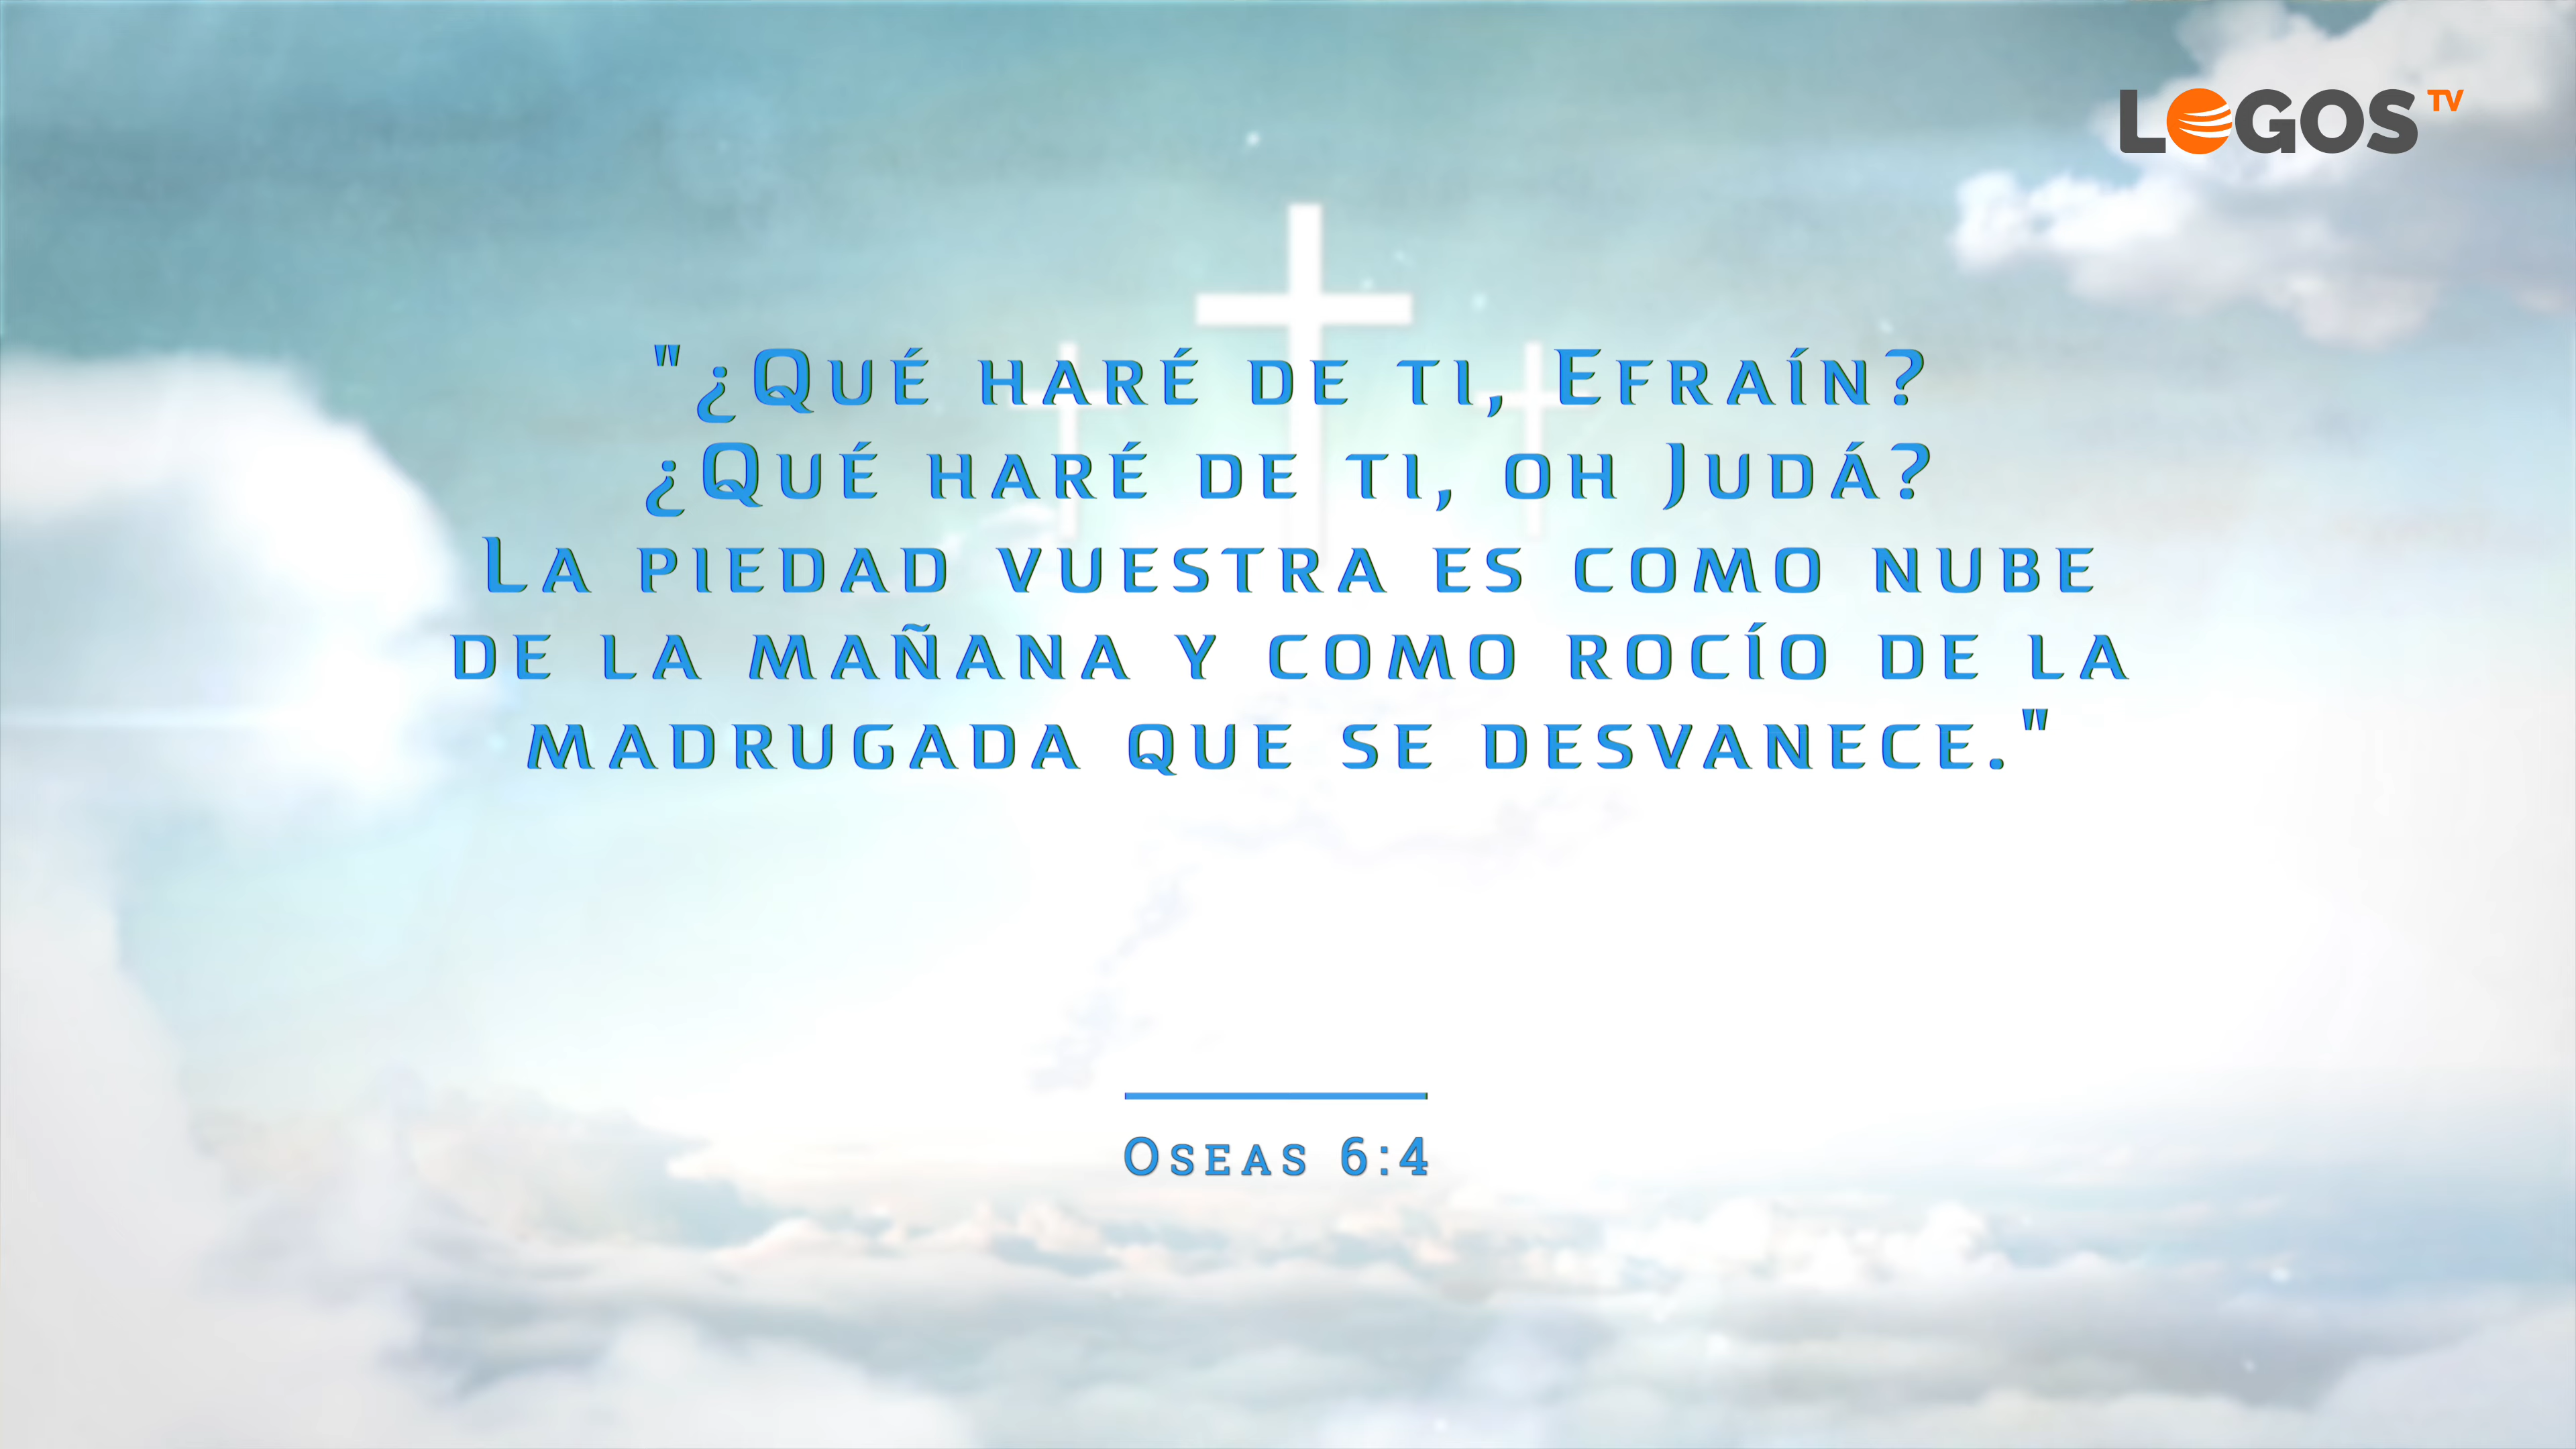 LOGOS TV
"¿Qué haré de ti, Efraín?
¿Qué haré de ti, oh Judá?
La piedad vuestra es como nube
de la mañana y como rocío de la
madrugada que se desvanece."
Oseas 6:4